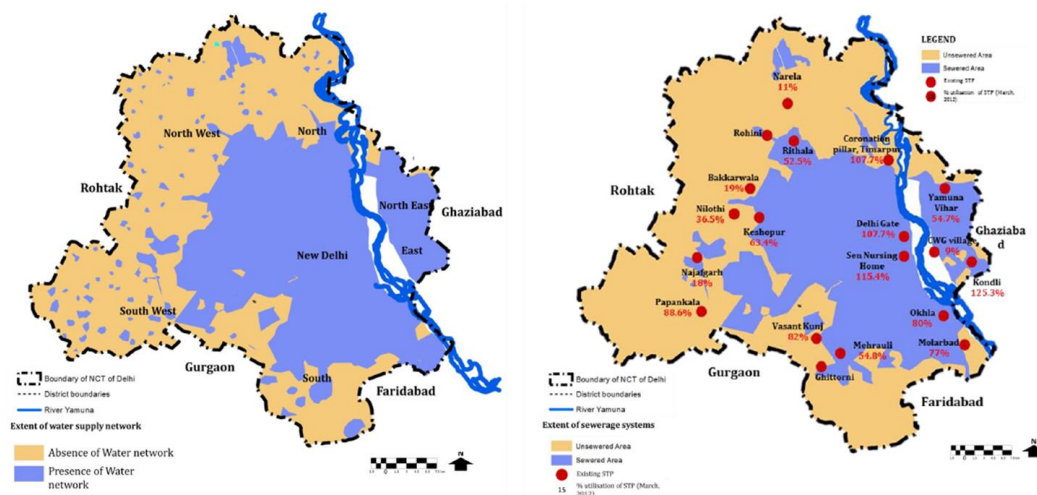 North West
North
Rohtak
North East
Ghaziabad
East
New Delhi
South West
Gurgaon
South
Faridabad
Boundary of NCT of Delhi
District boundaries
River Yamuna
Extent of water supply network
Absence of Water network
Presence of Water
network
N
LEGEND
Unsewered Area
Sewered Area
Existing STP
% utilisation of STP (March,
2012)
Narela
11%
Rohini
Rithala
52.5%
Coronation
pillar, Timarpur
107.7%
Rohtak
Bakkarwala
19%
Nilothi
36.5%
Keshopur
63.4%
Yamuna
Vihar
54.7%
Delhi Gate
107.7%
Ghaziaba
d
CWG village
9%
Sen Nursing
Home
115.4%
Kondli
125.3%
Najafgarh
18%
Papankala
88.6%
Okhla
80%
Vasant Kunj
82%
Mehrauli
54.8%
Molarbad
77%
Ghittorni
Gurgaon
Faridabad
Boundary of NCT of Delhi
District boundaries
River Yamuna
Extent of sewerage systems
Unsewered Area
Sewered Area
Existing STP
15 % utilisation of STP (March,
2012)
N